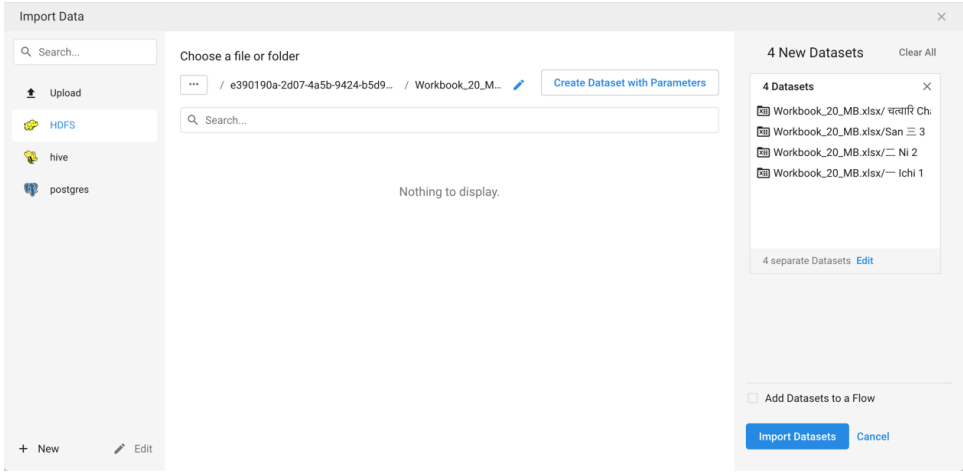 Import Data
Search...
Upload
HDFS
hive
postgres
+ New
Edit
Choose a file or folder
... / e390190a-2d07-4a5b-9424-b5d9... / Workbook_20_M...
Create Dataset with Parameters
Search...
Nothing to display.
4 New Datasets
Clear All
4 Datasets
Workbook_20_MB.xlsx/ चत्वारि Cha
Workbook_20_MB.xlsx/San 三 3
Workbook_20_MB.xlsx/二 Ni 2
Workbook_20_MB.xlsx/一 Ichi 1
4 separate Datasets Edit
Add Datasets to a Flow
Import Datasets
Cancel